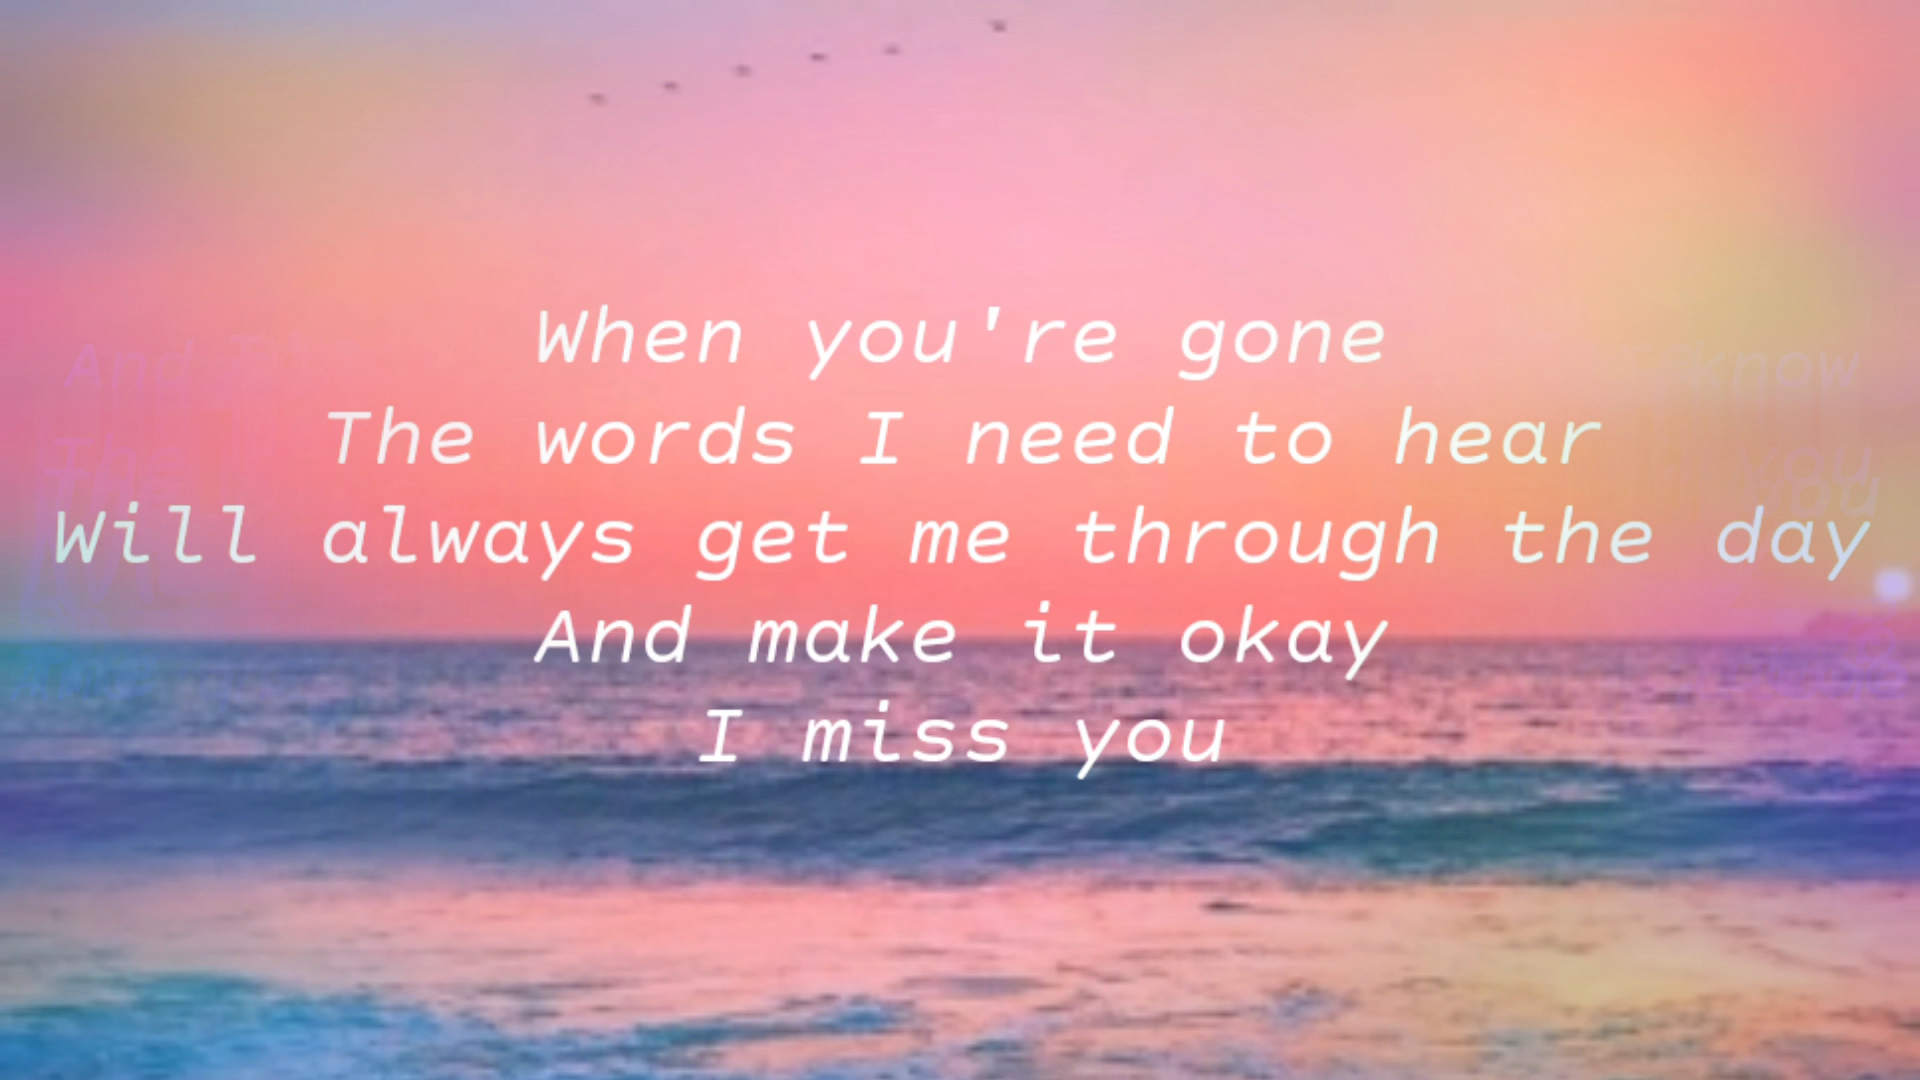 When you're gone
The words I need to hear
Will always get me through the day
And make it okay
I miss you